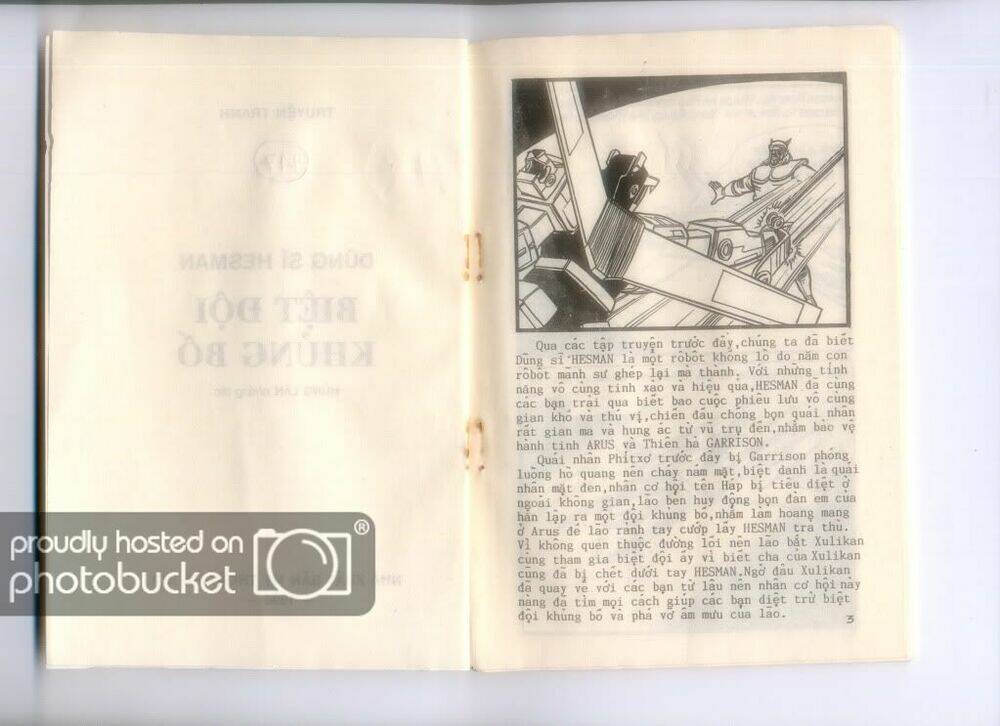 TRUYỆN TRANH
DŨNG SĨ HESMAN
BIỆT ĐỘI
KHỦNG BỐ
HÙNG LÂN
proudly hosted on
photobucket®
Qua các tập truyện trước đây,chúng ta đã biết
Dũng sĩ HESMAN là một rôbốt khổng lồ do năm con
rôbốt mãnh sư ghép lại mà thành. Với những tính
năng vô cùng tinh xảo và hiệu quả,HESMAN đã cùng
các bạn trải qua biết bao cuộc phiêu lưu vô cùng
gian khổ và thú vị,chiến đấu chống bọn quái nhân
rất gian ma và hung ác từ vũ trụ đến,nhằm bảo vệ
hành tinh ARUS và Thiên hà GARRISON.
Quái nhân Phítxơ trước đây bị Garrison phóng
luồng hồ quang nên cháy nám mặt,biệt danh là quái
nhân mặt đen,nhân cơ hội tên Háp bị tiêu diệt ở
ngoài không gian,lão bèn huy động bọn đàn em của
hắn lập ra một đội khủng bố,nhằm làm hoang mang
ở Arus để lão rảnh tay cướp lấy HESMAN trả thù.
Vì không quen thuộc đường lối nên lão bắt Xulikan
cùng tham gia biệt đội ấy vì biết cha của Xulikan
cũng đã bị chết dưới tay HESMAN.Ngờ đâu Xulikan
đã quay về với các bạn từ lâu nên nhân cơ hội này
nàng đã tìm mọi cách giúp các bạn diệt trừ biệt
đội khủng bố và phá vỡ âm mưu của lão.
3